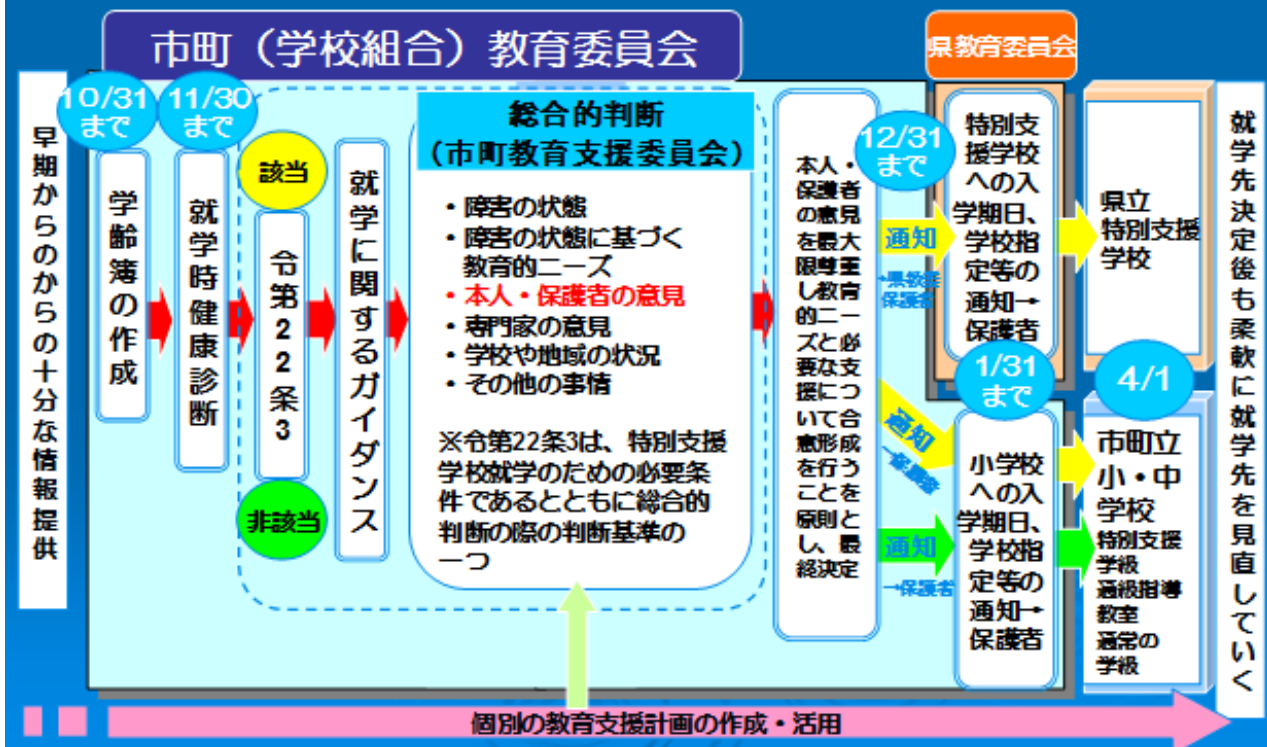 市町（学校組合）教育委員会
県教育委員会
早期からのからの十分な情報提供
10/31
まで
学齢簿の作成
11/30
まで
就学時健康診断
該当
令第２２条３
非該当
就学に関するガイダンス
総合的判断
（市町教育支援委員会）
・障害の状態
・障害の状態に基づく
教育的ニーズ
・本人・保護者の意見
・専門家の意見
・学校や地域の状況
・その他の事情
※令第22条3は、特別支援
学校就学のための必要条
件であるとともに総合的
判断の際の判断基準の
一つ
本人・
保護者
の意見
を最大
限尊重
し教育
的ニー
ズと必
要な支
援につ
いて合
意形成
を行う
ことを
原則と
し、最
終決定
12/31
まで
通知
→県教委
保護者
通知
→保護者
通知
→保護者
特別支
援学校
への入
学期日、
学校指
定等の
通知→
保護者
1/31
まで
小学校
への入
学期日、
学校指
定等の
通知→
保護者
県立
特別支援
学校
4/1
市町立
小・中
学校
特別支援
学級
通級指導
教室
通常の
学級
就学先決定後も柔軟に就学先を見直していく
個別の教育支援計画の作成・活用